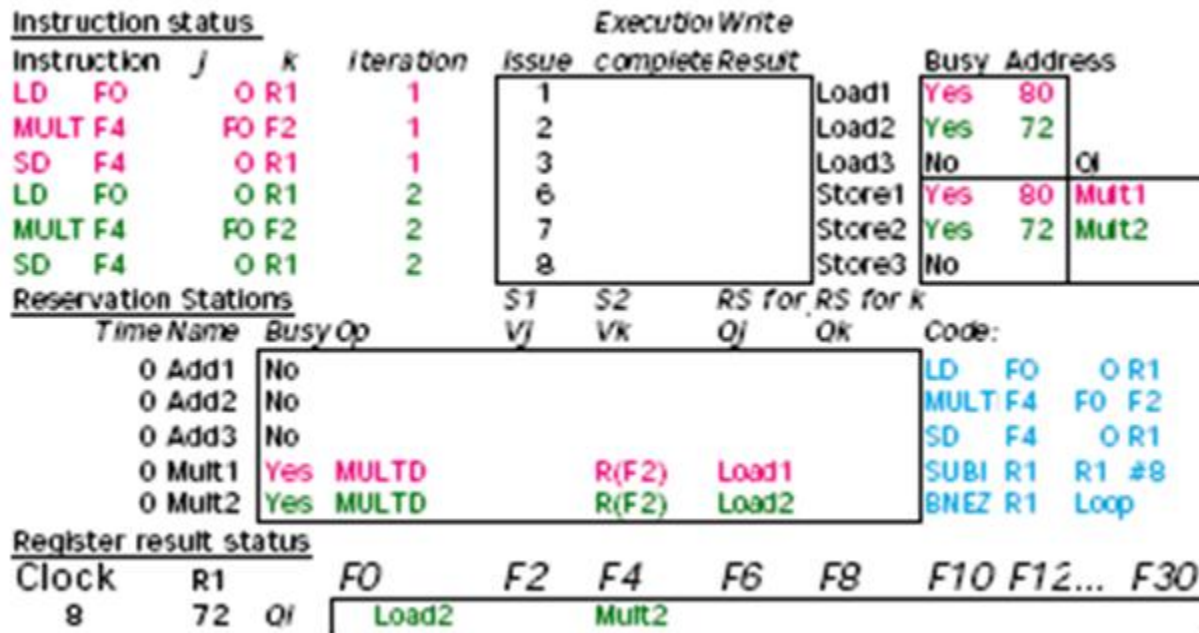 Instruction status Execution Write
Instruction j k iteration Issue complete Result Busy Address
LD F0 0 R1 1 1 Load1 Yes 80
MULT F4 F0 F2 1 2 Load2 Yes 72
SD F4 0 R1 1 3 Load3 No Qi
LD F0 0 R1 2 6 Store1 Yes 80 Mult1
MULT F4 F0 F2 2 7 Store2 Yes 72 Mult2
SD F4 0 R1 2 8 Store3 No
Reservation Stations S1 S2 RS for RS for k
Time Name Busy Op Vj Vk Qj Qk Code:
0 Add1 No LD F0 0 R1
0 Add2 No MULT F4 F0 F2
0 Add3 No SD F4 0 R1
0 Mult1 Yes MULTD R(F2) Load1 SUBI R1 R1 #8
0 Mult2 Yes MULTD R(F2) Load2 BNEZ R1 Loop
Register result status
Clock R1 F0 F2 F4 F6 F8 F10 F12... F30
8 72 Qi Load2 Mult2